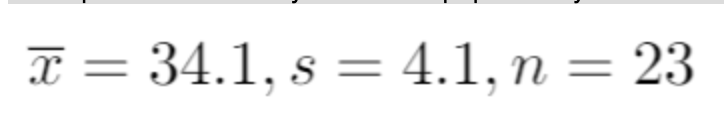 x̅ = 34.1, s = 4.1, n = 23